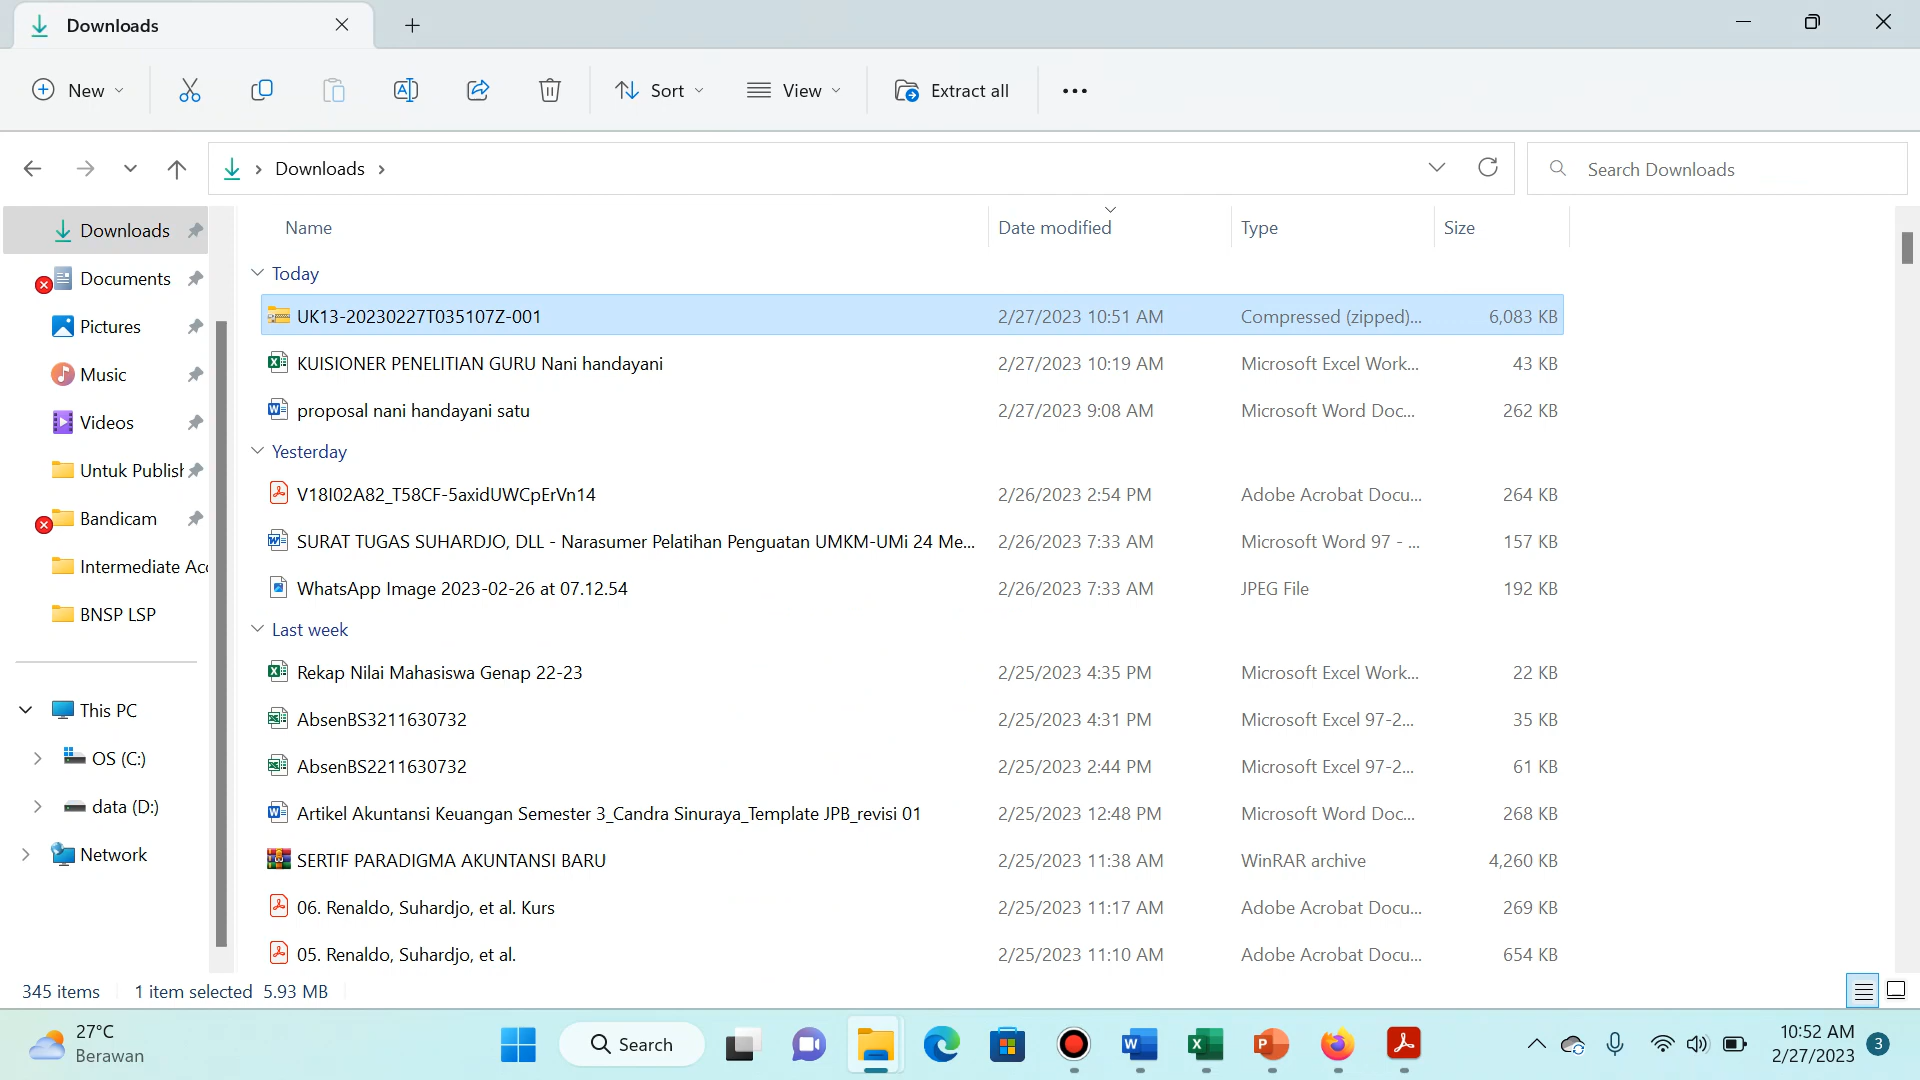 Downloads
New
Sort
View
Extract all
Downloads
Search Downloads
Name Date modified Type Size
Downloads
Documents
Pictures
Music
Videos
Untuk Publish
Bandicam
Intermediate Acc
BNSP LSP
This PC
OS (C:)
data (D:)
Network
Today
UK13-20230227T035107Z-001 2/27/2023 10:51 AM Compressed (zipped)... 6,083 KB
KUISIONER PENELITIAN GURU Nani handayani 2/27/2023 10:19 AM Microsoft Excel Work... 43 KB
proposal nani handayani satu 2/27/2023 9:08 AM Microsoft Word Doc... 262 KB
Yesterday
V18I02A82_T58CF-5axidUWCpErVn14 2/26/2023 2:54 PM Adobe Acrobat Docu... 264 KB
SURAT TUGAS SUHARDJO, DLL - Narasumer Pelatihan Penguatan UMKM-UMi 24 Me... 2/26/2023 7:33 AM Microsoft Word 97 - ... 157 KB
WhatsApp Image 2023-02-26 at 07.12.54 2/26/2023 7:33 AM JPEG File 192 KB
Last week
Rekap Nilai Mahasiswa Genap 22-23 2/25/2023 4:35 PM Microsoft Excel Work... 22 KB
AbsenBS3211630732 2/25/2023 4:31 PM Microsoft Excel 97-2... 35 KB
AbsenBS2211630732 2/25/2023 2:44 PM Microsoft Excel 97-2... 61 KB
Artikel Akuntansi Keuangan Semester 3_Candra Sinuraya_Template JPB_revisi 01 2/25/2023 12:48 PM Microsoft Word Doc... 268 KB
SERTIF PARADIGMA AKUNTANSI BARU 2/25/2023 11:38 AM WinRAR archive 4,260 KB
06. Renaldo, Suhardjo, et al. Kurs 2/25/2023 11:17 AM Adobe Acrobat Docu... 269 KB
05. Renaldo, Suhardjo, et al. 2/25/2023 11:10 AM Adobe Acrobat Docu... 654 KB
345 items 1 item selected 5.93 MB
27°C
Berawan
Search
10:52 AM
2/27/2023
3